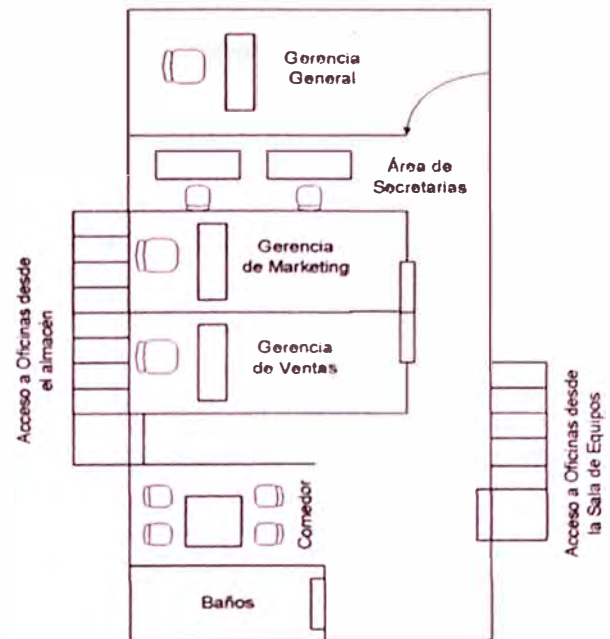 Gerencia
General
Área de
Secretarias
Gerencia
de Marketing
Gerencia
de Ventas
Acceso a Oficinas desde
el almacén
Comedor
Acceso a Oficinas desde
la Sala de Equipos
Baños